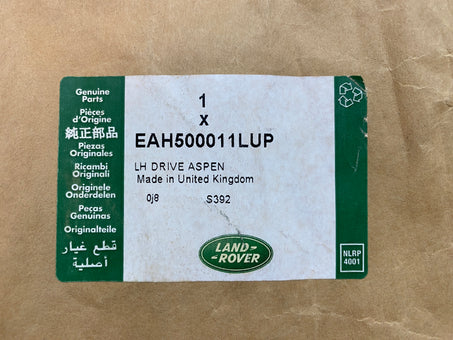 Genuine
Parts
Pièces
d'Origine
純正部品
Piezas
Originales
Ricambi
Originali
Originele
Onderdelen
Peças
Genuinas
Originalteile
قطع غيار
أصلية
1
x
EAH500011LUP
LH DRIVE ASPEN
Made in United Kingdom
0j8 S392
LAND-
-ROVER
NLRP
4001